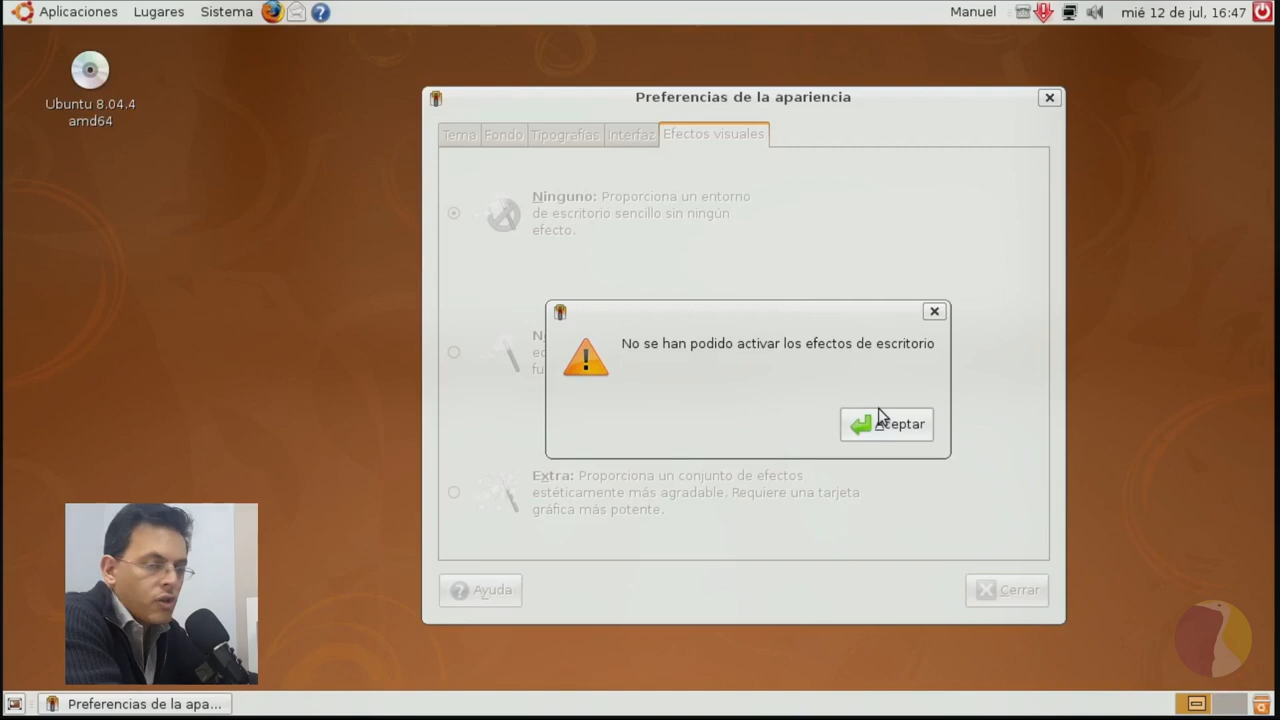 Aplicaciones Lugares Sistema
Manuel mié 12 de jul, 16:47
Ubuntu 8.04.4
amd64
Preferencias de la apariencia
Tema Fondo Tipografías Interfaz Efectos visuales
Ninguno: Proporciona un entorno
de escritorio sencillo sin ningún
efecto.
No se han podido activar los efectos de escritorio
Aceptar
Extra: Proporciona un conjunto de efectos
estéticamente más agradable. Requiere una tarjeta
gráfica más potente.
Ayuda Cerrar
Preferencias de la apa...